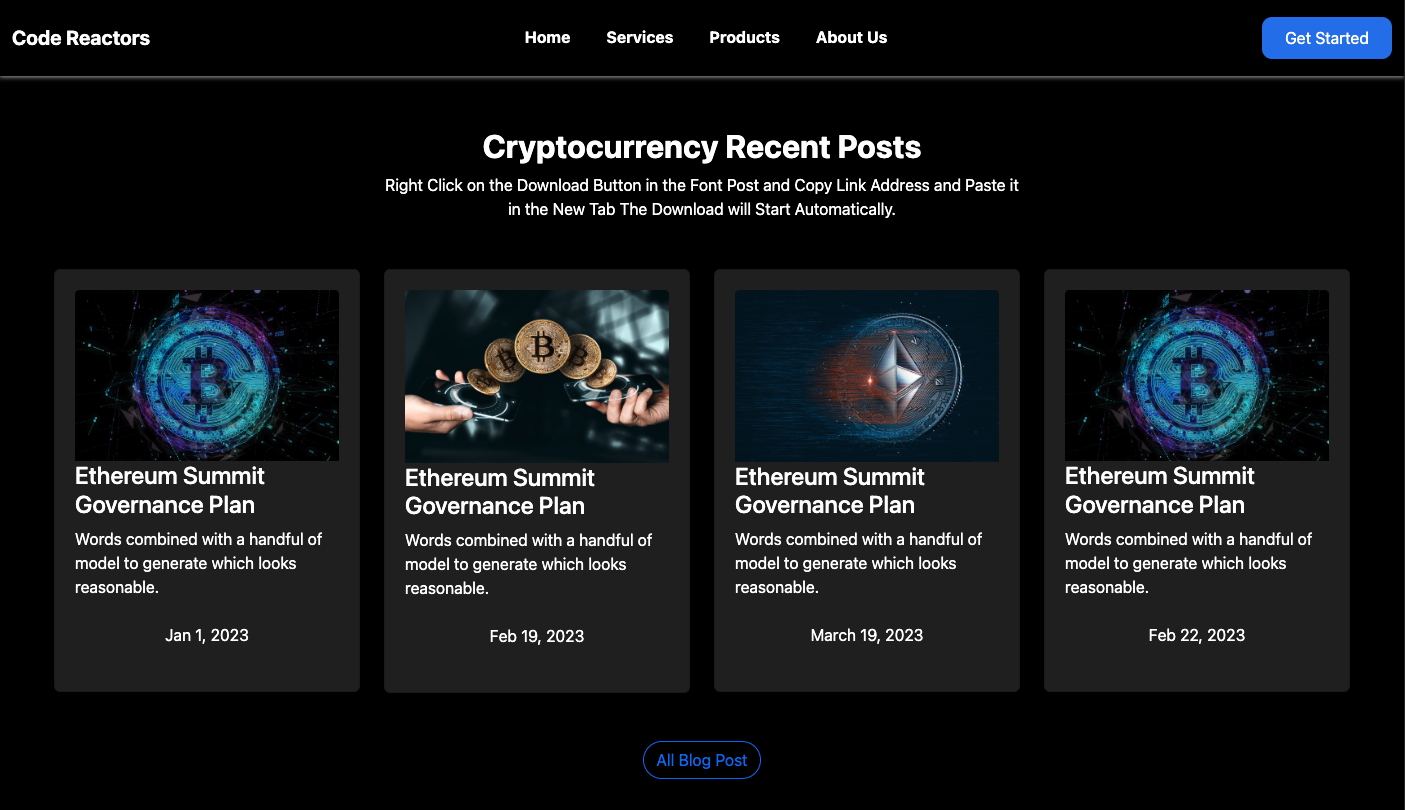 Code Reactors
Home
Services
Products
About Us
Get Started
Cryptocurrency Recent Posts
Right Click on the Download Button in the Font Post and Copy Link Address and Paste it
in the New Tab The Download will Start Automatically.
Ethereum Summit
Governance Plan
Words combined with a handful of
model to generate which looks
reasonable.
Jan 1, 2023
Ethereum Summit
Governance Plan
Words combined with a handful of
model to generate which looks
reasonable.
Feb 19, 2023
Ethereum Summit
Governance Plan
Words combined with a handful of
model to generate which looks
reasonable.
March 19, 2023
Ethereum Summit
Governance Plan
Words combined with a handful of
model to generate which looks
reasonable.
Feb 22, 2023
All Blog Post